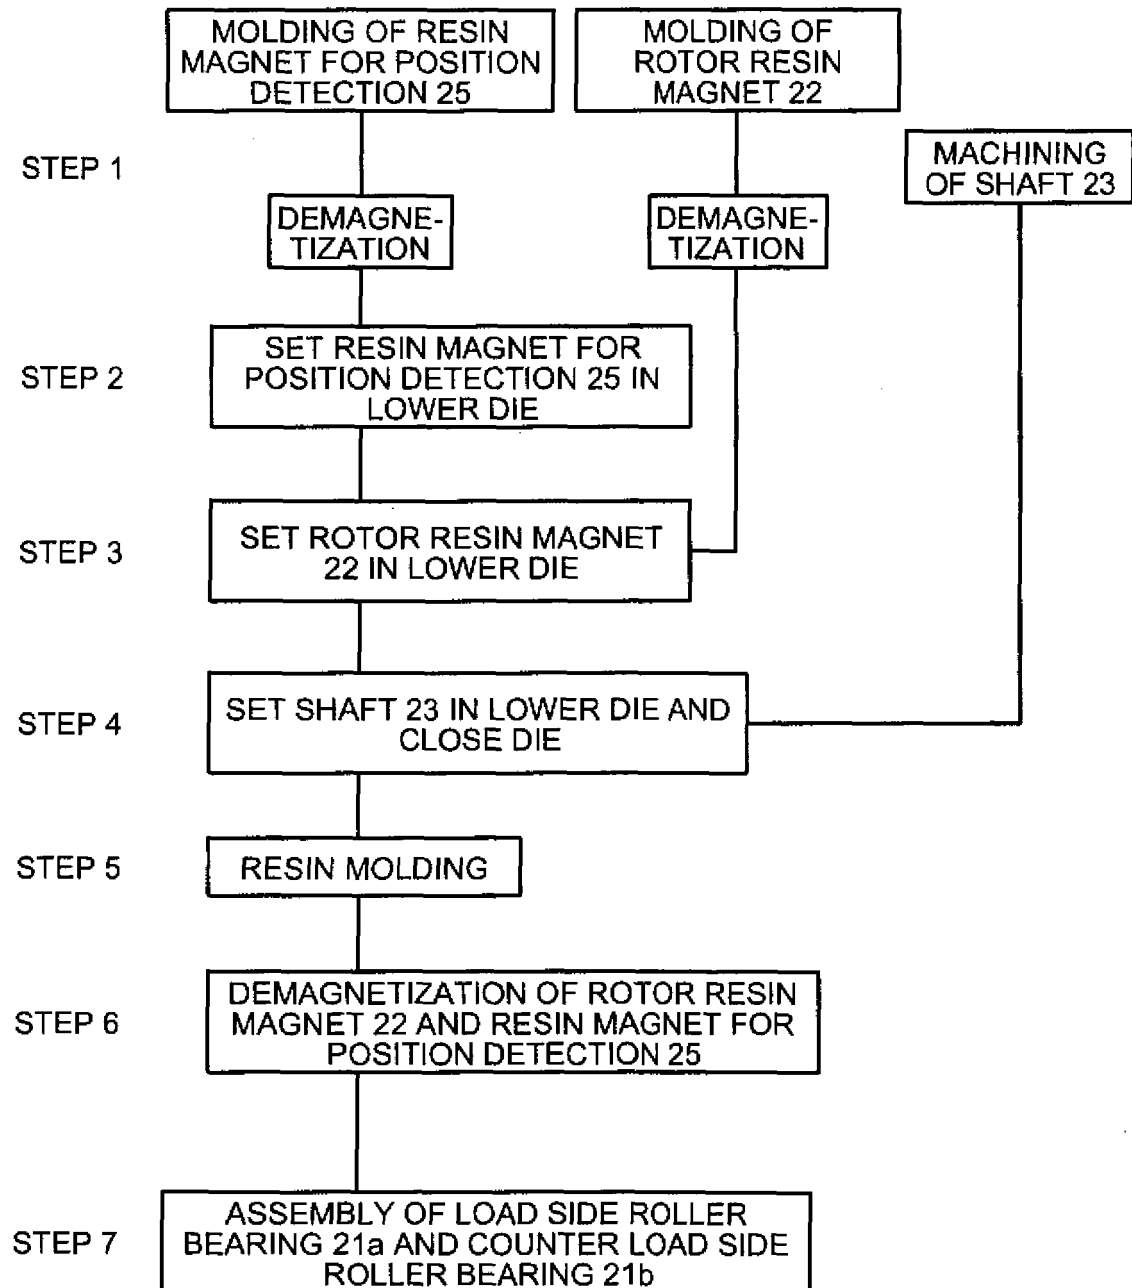 MOLDING OF RESIN
MAGNET FOR POSITION
DETECTION 25
MOLDING OF
ROTOR RESIN
MAGNET 22
STEP 1
MACHINING
OF SHAFT 23
DEMAGNE-
TIZATION
DEMAGNE-
TIZATION
STEP 2
SET RESIN MAGNET FOR
POSITION DETECTION 25 IN
LOWER DIE
STEP 3
SET ROTOR RESIN MAGNET
22 IN LOWER DIE
STEP 4
SET SHAFT 23 IN LOWER DIE AND
CLOSE DIE
STEP 5
RESIN MOLDING
STEP 6
DEMAGNETIZATION OF ROTOR RESIN
MAGNET 22 AND RESIN MAGNET FOR
POSITION DETECTION 25
STEP 7
ASSEMBLY OF LOAD SIDE ROLLER
BEARING 21a AND COUNTER LOAD SIDE
ROLLER BEARING 21b